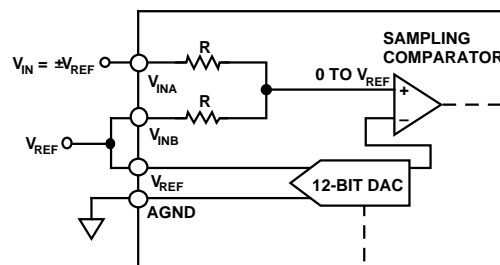 SAMPLING
COMPARATOR
R
V_IN = ±V_REF
V_INA
0 TO V_REF
+
R
–
V_REF
V_INB
V_REF
12-BIT DAC
AGND